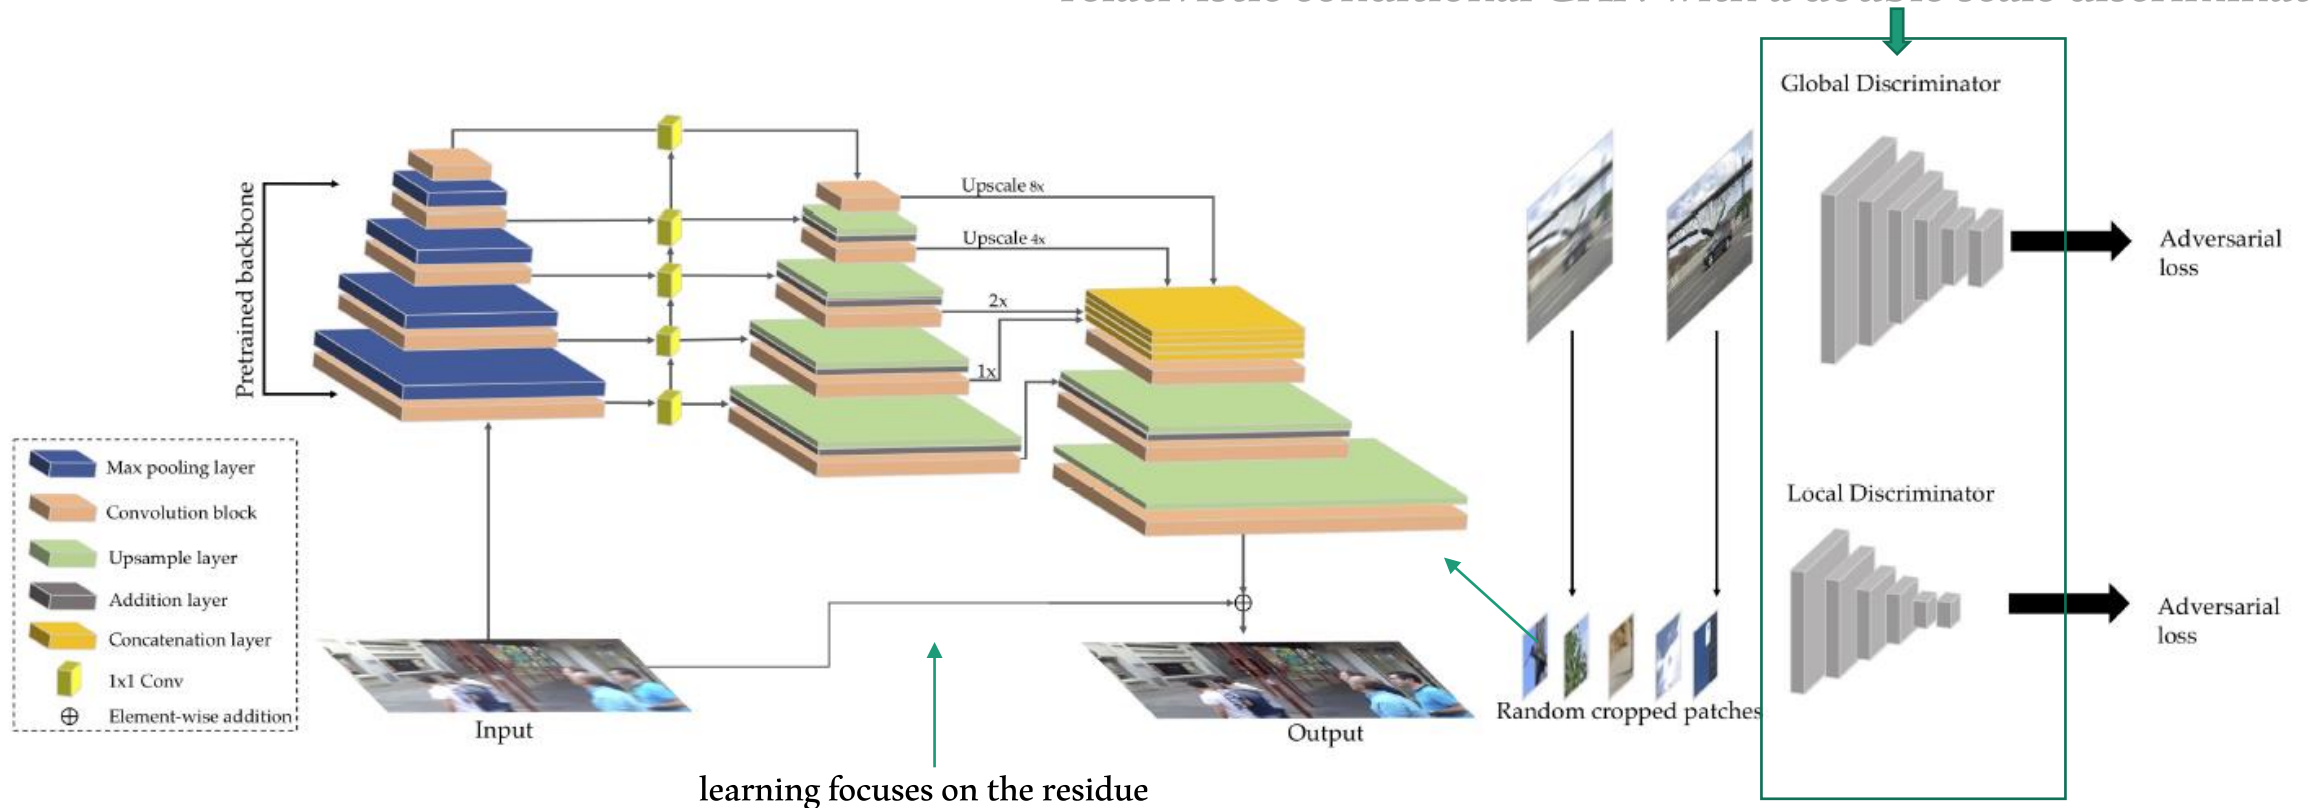 Global Discriminator
Pretrained backbone
Upscale 8x
Upscale 4x
2x
1x
Adversarial
loss
Max pooling layer
Convolution block
Upsample layer
Addition layer
Concatenation layer
1x1 Conv
Element-wise addition
Input
Output
Random cropped patches
Local Discriminator
Adversarial
loss
learning focuses on the residue